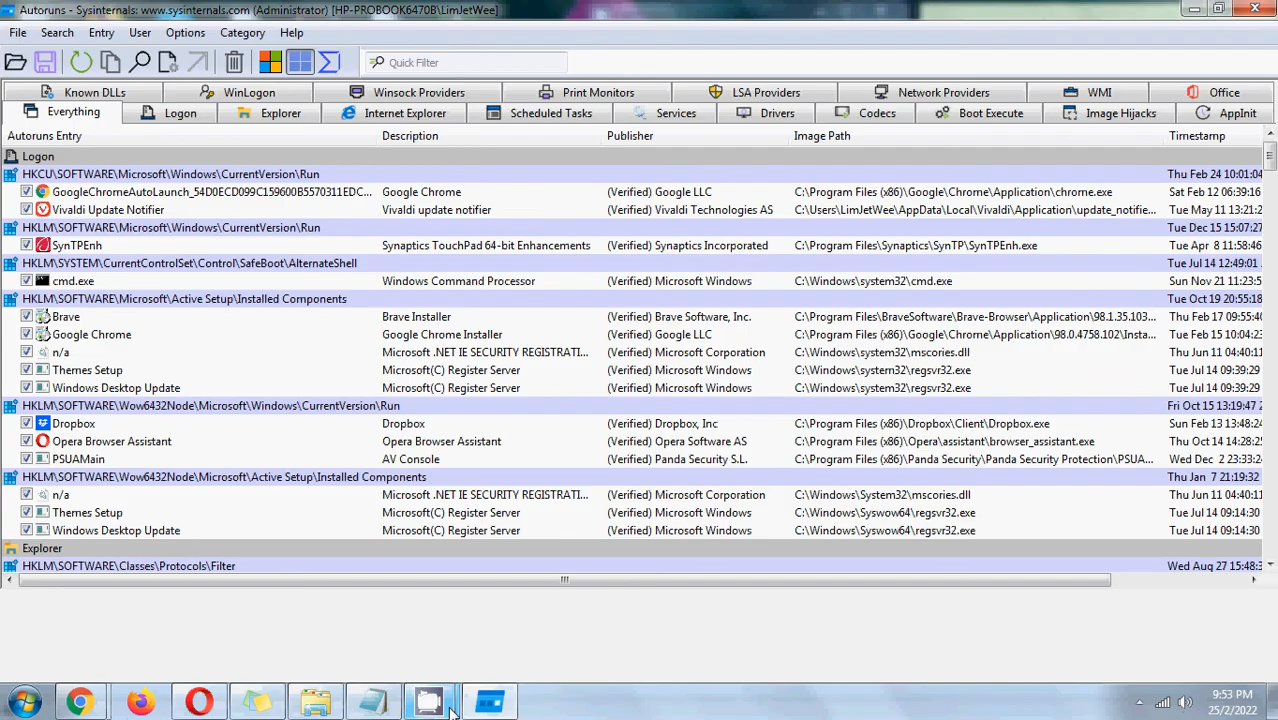 Autoruns - Sysinternals: www.sysinternals.com (Administrator) [HP-PROBOOK6470B\LimJetWee]
File Search Entry User Options Category Help
Quick Filter
Known DLLs WinLogon Winsock Providers Print Monitors LSA Providers Network Providers WMI Office
Everything Logon Explorer Internet Explorer Scheduled Tasks Services Drivers Codecs Boot Execute Image Hijacks AppInit
Autoruns Entry Description Publisher Image Path Timestamp
Logon
HKCU\SOFTWARE\Microsoft\Windows\CurrentVersion\Run Thu Feb 24 10:01:04
GoogleChromeAutoLaunch_54D0ECD099C159600B5570311EDC... Google Chrome (Verified) Google LLC C:\Program Files (x86)\Google\Chrome\Application\chrome.exe Sat Feb 12 06:39:16
Vivaldi Update Notifier Vivaldi update notifier (Verified) Vivaldi Technologies AS C:\Users\LimJetWee\AppData\Local\Vivaldi\Application\update_notifie... Tue May 11 13:21:2
HKLM\SOFTWARE\Microsoft\Windows\CurrentVersion\Run Tue Dec 15 15:07:27
SynTPEnh Synaptics TouchPad 64-bit Enhancements (Verified) Synaptics Incorporated C:\Program Files\Synaptics\SynTP\SynTPEnh.exe Tue Apr 8 11:58:46
HKLM\SYSTEM\CurrentControlSet\Control\SafeBoot\AlternateShell Tue Jul 14 12:49:01
cmd.exe Windows Command Processor (Verified) Microsoft Windows C:\Windows\system32\cmd.exe Sun Nov 21 11:23:5
HKLM\SOFTWARE\Microsoft\Active Setup\Installed Components Tue Oct 19 20:55:18
Brave Brave Installer (Verified) Brave Software, Inc. C:\Program Files\BraveSoftware\Brave-Browser\Application\98.1.35.103... Thu Feb 17 09:55:40
Google Chrome Google Chrome Installer (Verified) Google LLC C:\Program Files (x86)\Google\Chrome\Application\98.0.4758.102\Insta... Tue Feb 15 10:04:23
n/a Microsoft .NET IE SECURITY REGISTRATI... (Verified) Microsoft Corporation C:\Windows\system32\mscories.dll Thu Jun 11 04:40:11
Themes Setup Microsoft(C) Register Server (Verified) Microsoft Windows C:\Windows\system32\regsvr32.exe Tue Jul 14 09:39:29
Windows Desktop Update Microsoft(C) Register Server (Verified) Microsoft Windows C:\Windows\system32\regsvr32.exe Tue Jul 14 09:39:29
HKLM\SOFTWARE\Wow6432Node\Microsoft\Windows\CurrentVersion\Run Fri Oct 15 13:19:47
Dropbox Dropbox (Verified) Dropbox, Inc C:\Program Files (x86)\Dropbox\Client\Dropbox.exe Sun Feb 13 13:48:24
Opera Browser Assistant Opera Browser Assistant (Verified) Opera Software AS C:\Program Files (x86)\Opera\assistant\browser_assistant.exe Thu Oct 14 14:28:25
PSUAMain AV Console (Verified) Panda Security S.L. C:\Program Files (x86)\Panda Security\Panda Security Protection\PSUA... Wed Dec 2 23:33:24
HKLM\SOFTWARE\Wow6432Node\Microsoft\Active Setup\Installed Components Thu Jan 7 21:19:32
n/a Microsoft .NET IE SECURITY REGISTRATI... (Verified) Microsoft Corporation C:\Windows\System32\mscories.dll Thu Jun 11 04:40:11
Themes Setup Microsoft(C) Register Server (Verified) Microsoft Windows C:\Windows\Syswow64\regsvr32.exe Tue Jul 14 09:14:30
Windows Desktop Update Microsoft(C) Register Server (Verified) Microsoft Windows C:\Windows\Syswow64\regsvr32.exe Tue Jul 14 09:14:30
Explorer
HKLM\SOFTWARE\Classes\Protocols\Filter Wed Aug 27 15:48:3
9:53 PM
25/2/2022